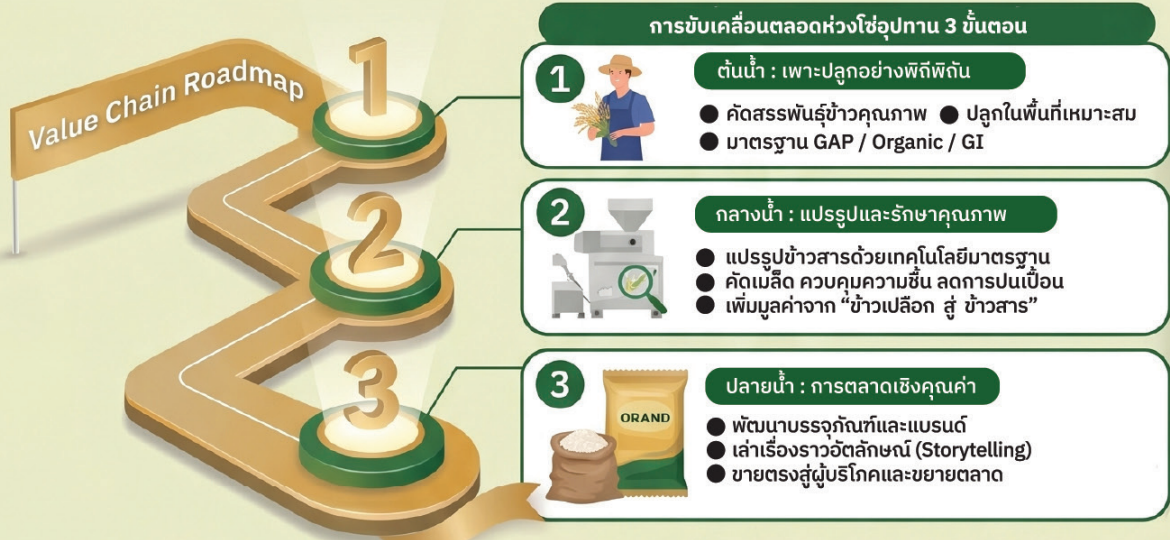 Value Chain Roadmap
1
2
3
การขับเคลื่อนตลอดห่วงโซ่อุปทาน 3 ขั้นตอน
1
ต้นน้ำ : เพาะปลูกอย่างพิถีพิถัน
● คัดสรรพันธุ์ข้าวคุณภาพ ● ปลูกในพื้นที่เหมาะสม
● มาตรฐาน GAP / Organic / GI
2
กลางน้ำ : แปรรูปและรักษาคุณภาพ
● แปรรูปข้าวสารด้วยเทคโนโลยีมาตรฐาน
● คัดเมล็ด ควบคุมความชื้น ลดการปนเปื้อน
● เพิ่มมูลค่าจาก “ข้าวเปลือก สู่ ข้าวสาร”
3
ORAND
ปลายน้ำ : การตลาดเชิงคุณค่า
● พัฒนาบรรจุภัณฑ์และแบรนด์
● เล่าเรื่องราวอัตลักษณ์ (Storytelling)
● ขายตรงสู่ผู้บริโภคและขยายตลาด